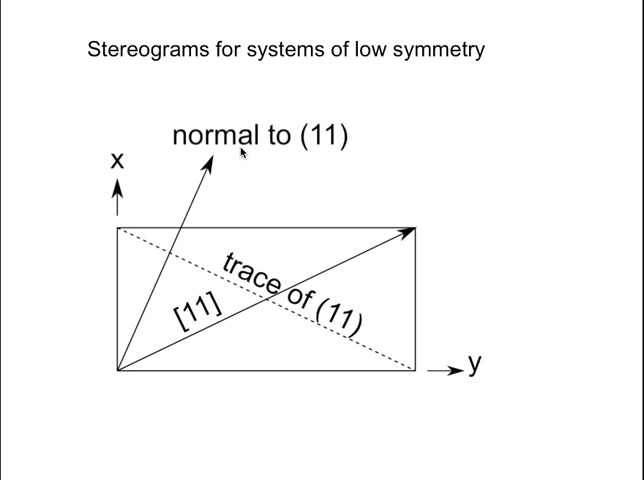 Stereograms for systems of low symmetry
normal to (11)
x
trace of (11)
[11]
y